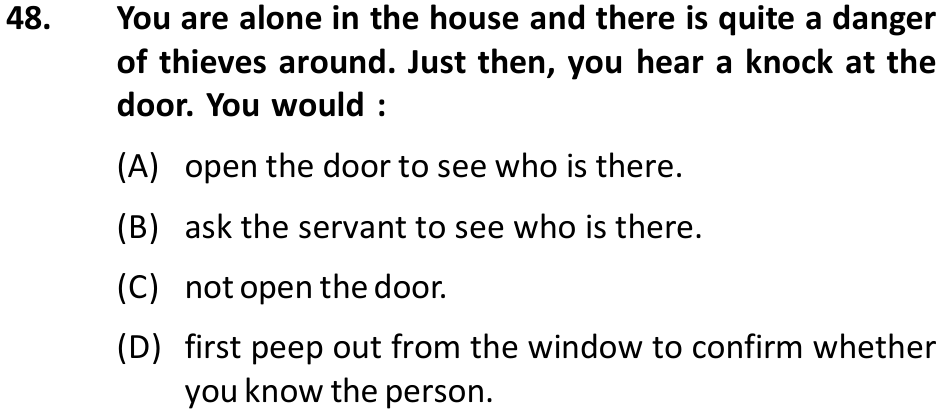 48. You are alone in the house and there is quite a danger
of thieves around. Just then, you hear a knock at the
door. You would :
(A) open the door to see who is there.
(B) ask the servant to see who is there.
(C) not open the door.
(D) first peep out from the window to confirm whether
you know the person.